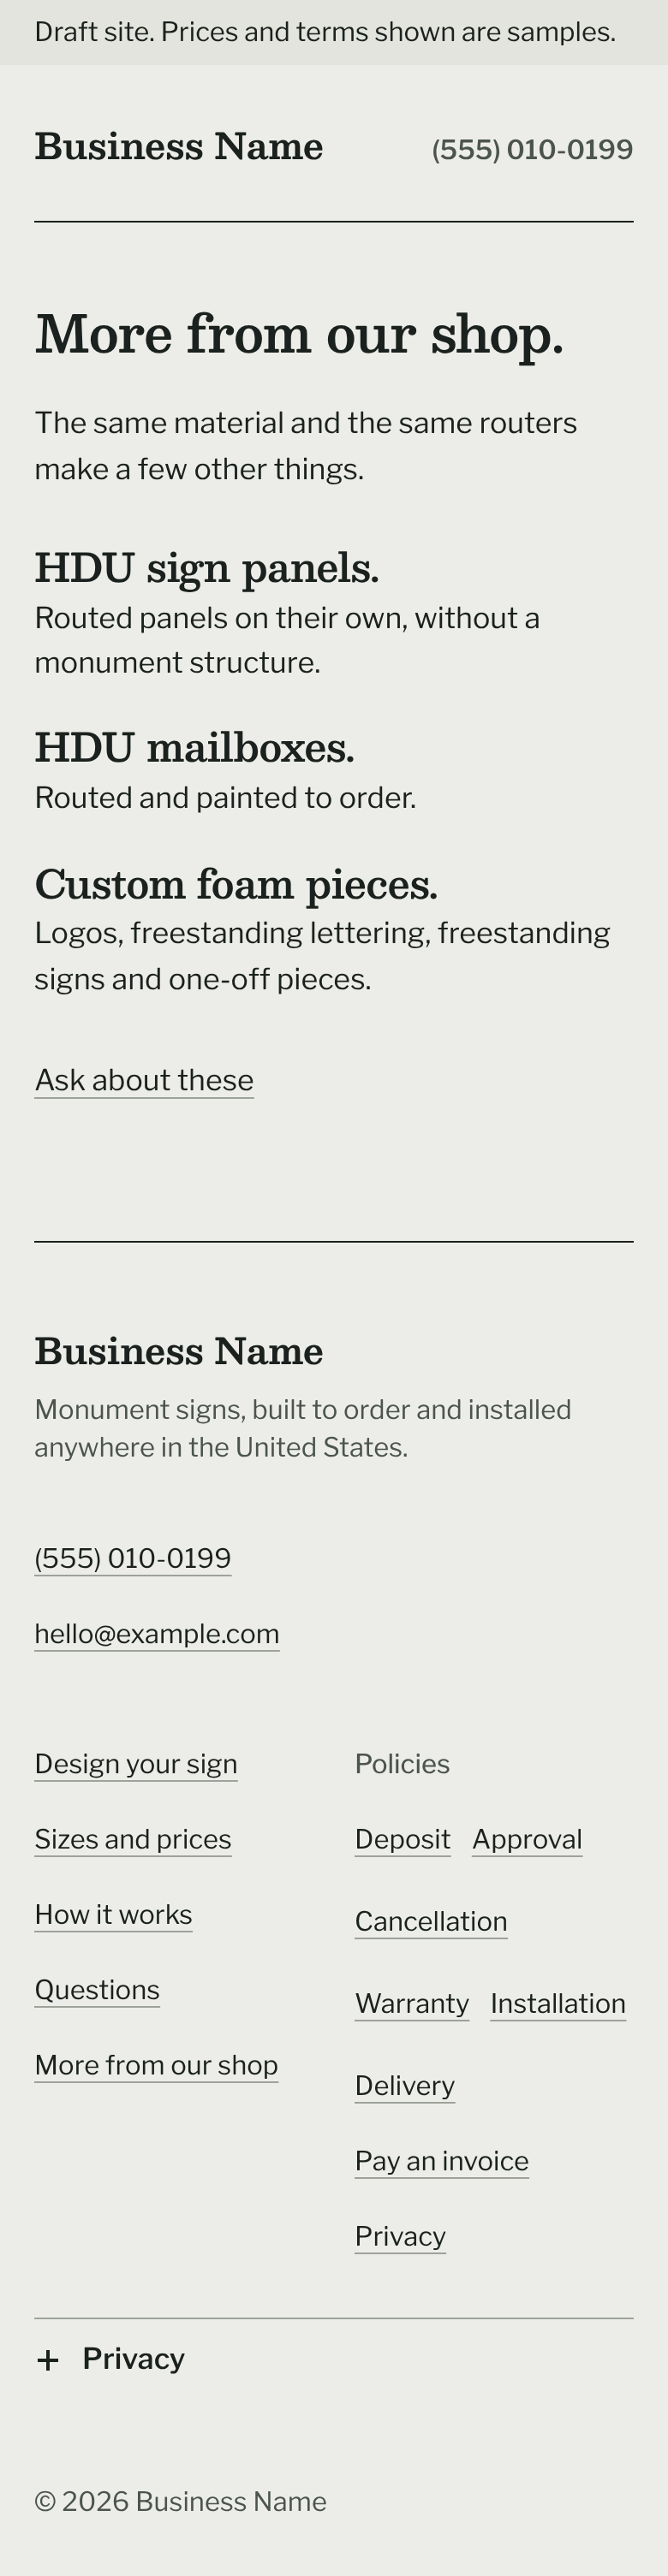 Draft site. Prices and terms shown are samples.
Business Name
(555) 010-0199
More from our shop.
The same material and the same routers
make a few other things.
HDU sign panels.
Routed panels on their own, without a
monument structure.
HDU mailboxes.
Routed and painted to order.
Custom foam pieces.
Logos, freestanding lettering, freestanding
signs and one-off pieces.
Ask about these
Business Name
Monument signs, built to order and installed
anywhere in the United States.
(555) 010-0199
hello@example.com
Design your sign
Sizes and prices
How it works
Questions
More from our shop
Policies
Deposit Approval
Cancellation
Warranty Installation
Delivery
Pay an invoice
Privacy
+ Privacy
© 2026 Business Name